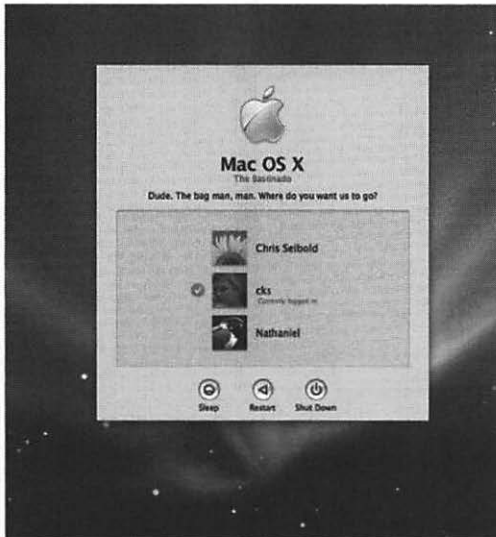 Mac OS X
The Bastinado
Dude. The bag man, man. Where do you want us to go?
Chris Seibold
cks
Currently logged in
Nathaniel
Sleep
Restart
Shut Down